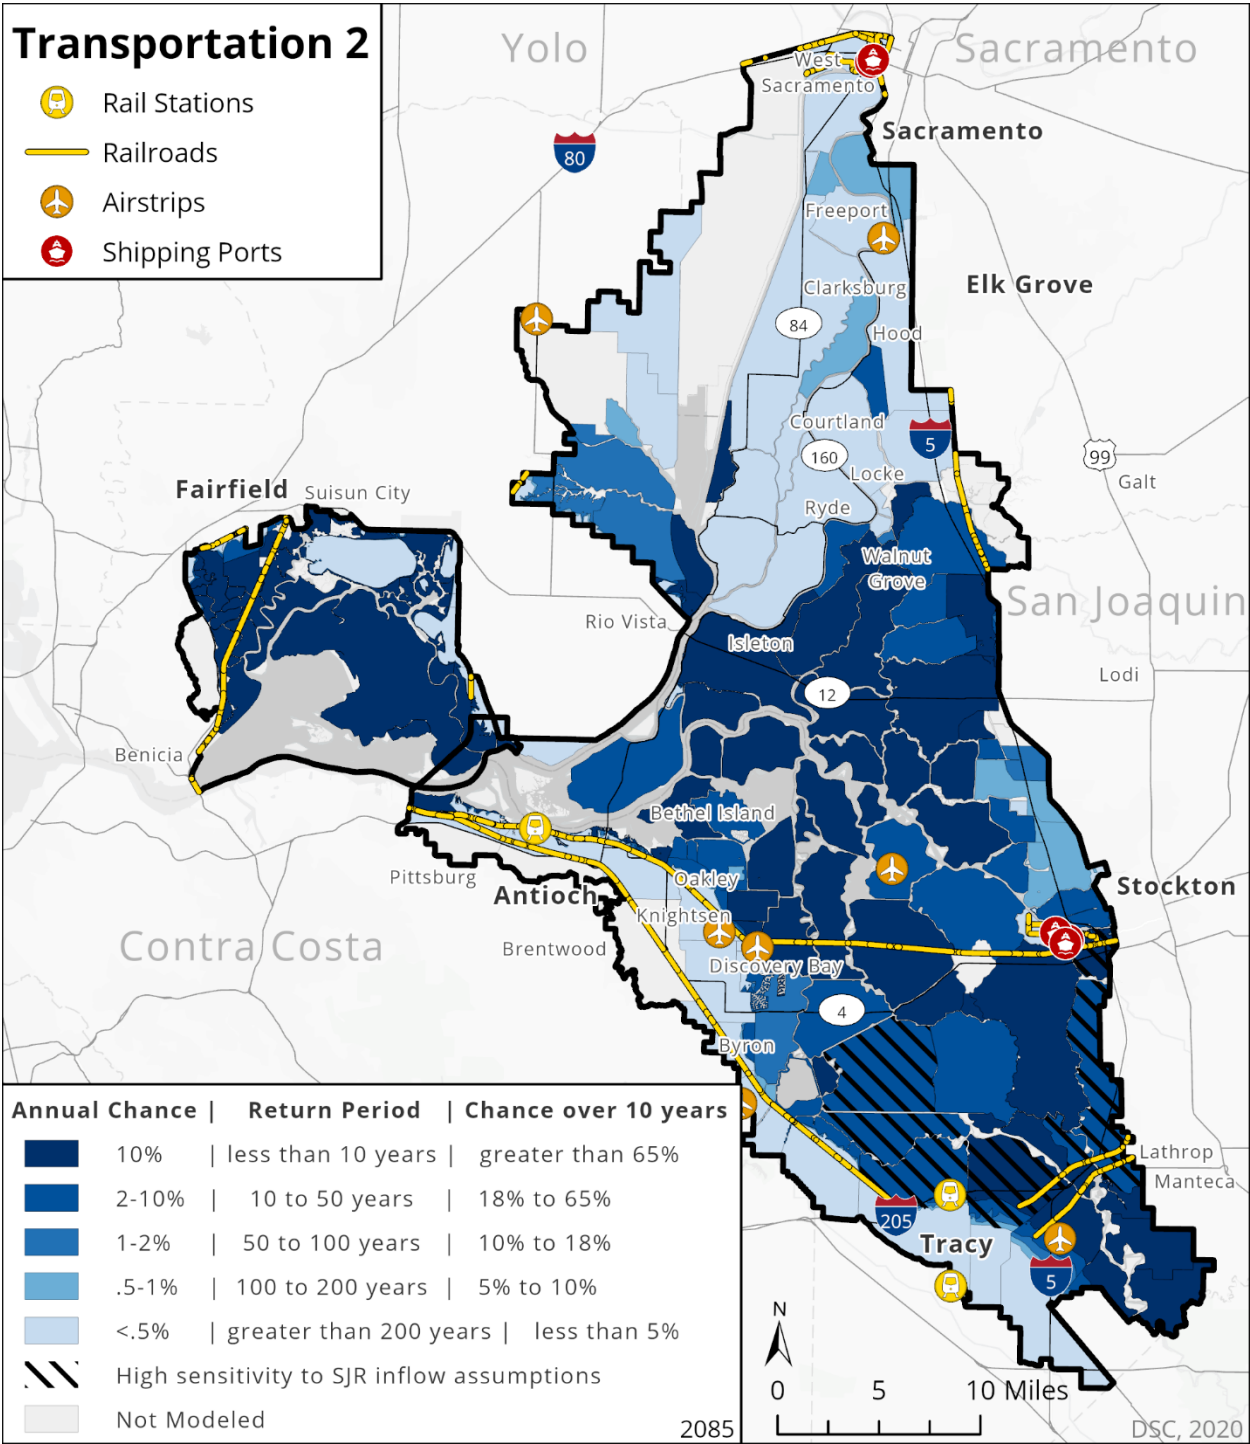 Transportation 2
Rail Stations
Railroads
Airstrips
Shipping Ports
Yolo
Sacramento
West
Sacramento
Sacramento
80
Freeport
Elk Grove
Clarksburg
84
Hood
Courtland
5
160
99
Locke
Galt
Fairfield
Suisun City
Ryde
Walnut
Grove
San Joaquin
Rio Vista
Isleton
Lodi
12
Benicia
Bethel Island
Pittsburg
Oakley
Antioch
Stockton
Knightsen
Contra Costa
Brentwood
Discovery Bay
4
Byron
Lathrop
Manteca
205
Tracy
5
Annual Chance | Return Period | Chance over 10 years
10% | less than 10 years | greater than 65%
2-10% | 10 to 50 years | 18% to 65%
1-2% | 50 to 100 years | 10% to 18%
.5-1% | 100 to 200 years | 5% to 10%
<.5% | greater than 200 years | less than 5%
High sensitivity to SJR inflow assumptions
Not Modeled
2085
N
0 5 10 Miles
DSC, 2020